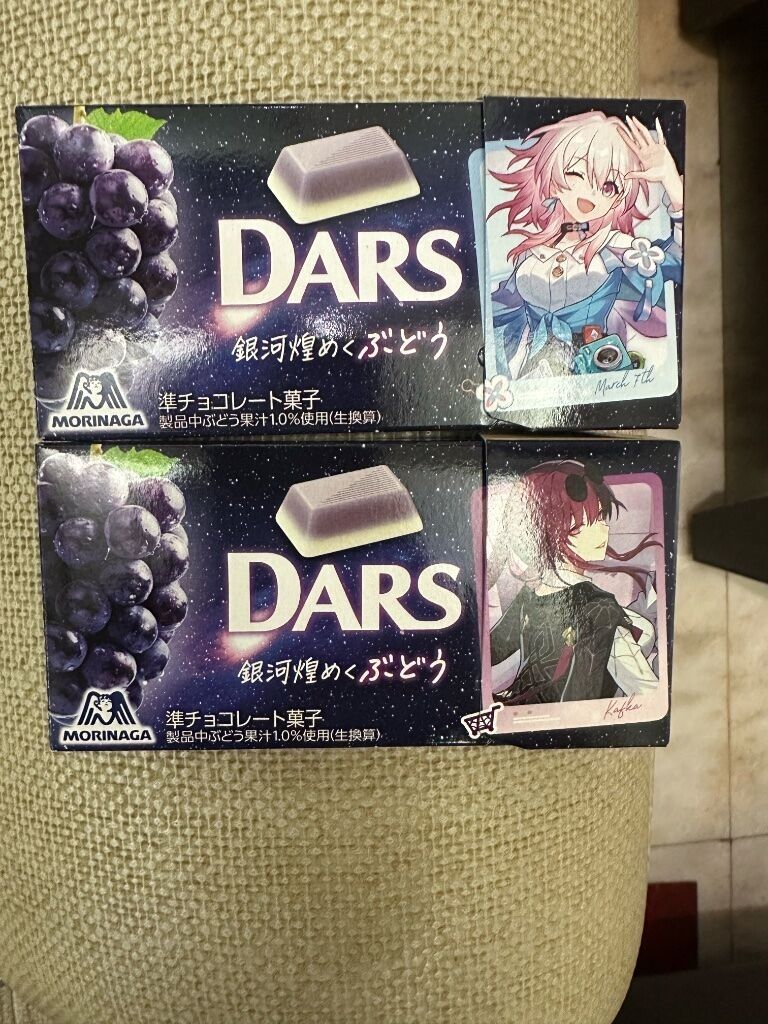 DARS
銀河煌めくぶどう
MORINAGA
準チョコレート菓子
製品中ぶどう果汁1.0%使用(生換算)
March 7th
DARS
銀河煌めくぶどう
MORINAGA
準チョコレート菓子
製品中ぶどう果汁1.0%使用(生換算)
Kafka